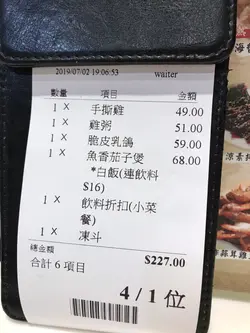 2019/07/02 19:06:53 waiter
數量 項目 金額
1 X 手撕雞 49.00
1 X 雞粥 51.00
1 X 脆皮乳鴿 59.00
1 X 魚香茄子煲 68.00
*白飯(連飲料
$16)
1 X 飲料折扣(小菜
餐)
1 X 凍斗
總金額
合計 6 項目 $227.00
4 / 1 位